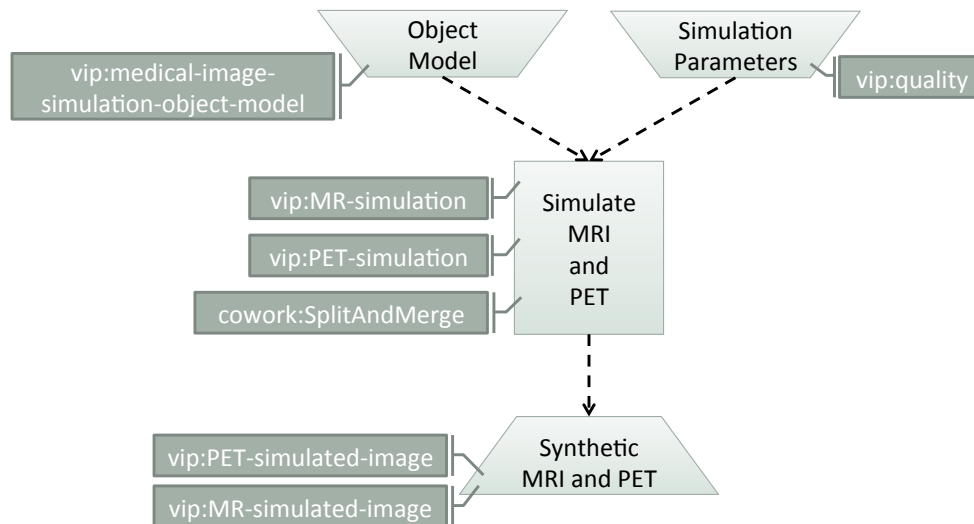 Object
Model
Simulation
Parameters
vip:medical-image-
simulation-object-model
vip:quality
vip:MR-simulation
vip:PET-simulation
cowork:SplitAndMerge
Simulate
MRI
and
PET
vip:PET-simulated-image
vip:MR-simulated-image
Synthetic
MRI and PET